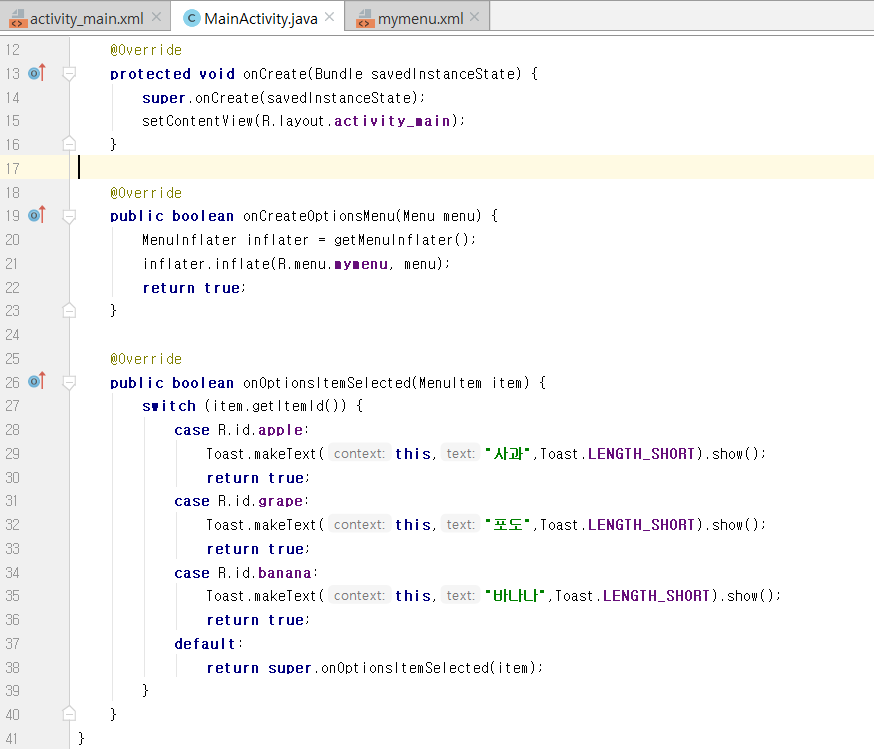 activity_main.xml MainActivity.java mymenu.xml
12 @Override
13 protected void onCreate(Bundle savedInstanceState) {
14 super.onCreate(savedInstanceState);
15 setContentView(R.layout.activity_main);
16 }
17
18 @Override
19 public boolean onCreateOptionsMenu(Menu menu) {
20 MenuInflater inflater = getMenuInflater();
21 inflater.inflate(R.menu.mymenu, menu);
22 return true;
23 }
24
25 @Override
26 public boolean onOptionsItemSelected(MenuItem item) {
27 switch (item.getItemId()) {
28 case R.id.apple:
29 Toast.makeText( context: this, text: "사과",Toast.LENGTH_SHORT).show();
30 return true;
31 case R.id.grape:
32 Toast.makeText( context: this, text: "포도",Toast.LENGTH_SHORT).show();
33 return true;
34 case R.id.banana:
35 Toast.makeText( context: this, text: "바나나",Toast.LENGTH_SHORT).show();
36 return true;
37 default:
38 return super.onOptionsItemSelected(item);
39 }
40 }
41 }